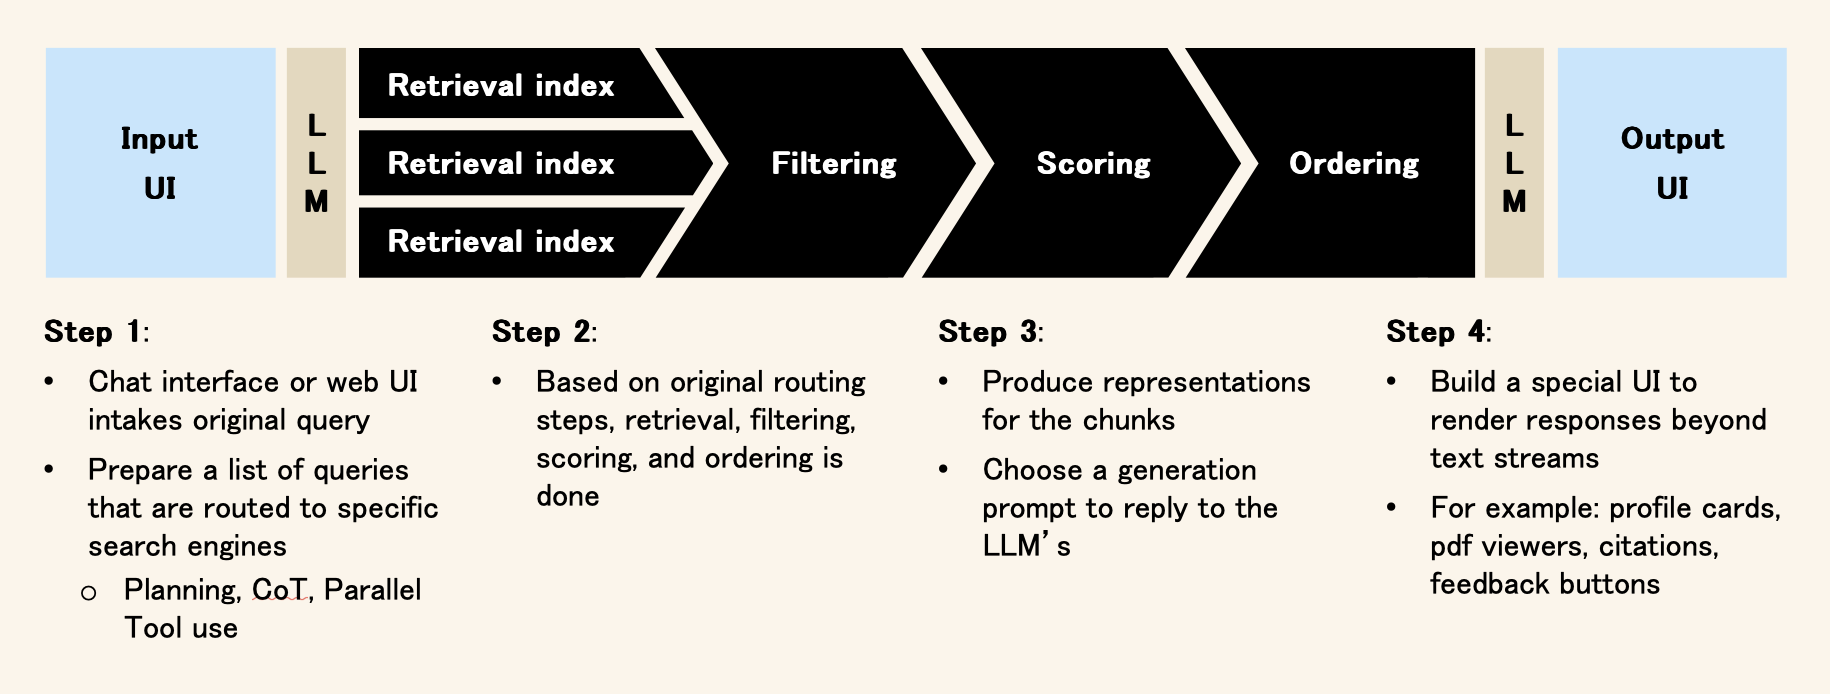 Input
UI
L
L
M
Retrieval index
Retrieval index
Retrieval index
Filtering
Scoring
Ordering
L
L
M
Output
UI
Step 1:
• Chat interface or web UI
intakes original query
• Prepare a list of queries
that are routed to specific
search engines
o Planning, CoT, Parallel
Tool use
Step 2:
• Based on original routing
steps, retrieval, filtering,
scoring, and ordering is
done
Step 3:
• Produce representations
for the chunks
• Choose a generation
prompt to reply to the
LLM’s
Step 4:
• Build a special UI to
render responses beyond
text streams
• For example: profile cards,
pdf viewers, citations,
feedback buttons